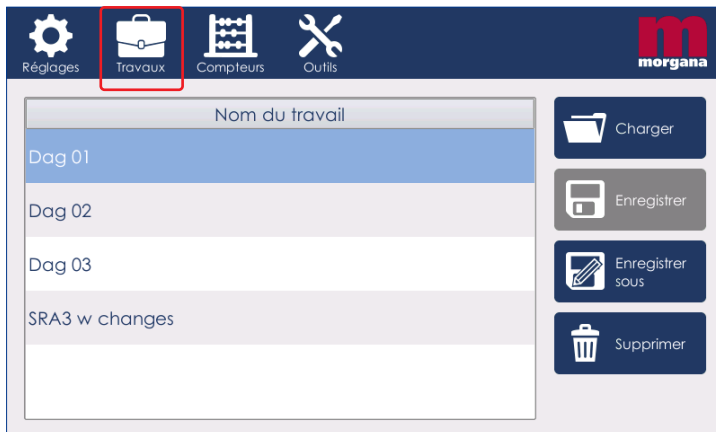 Réglages
Travaux
Compteurs
Outils
morgana
Nom du travail
Dag 01
Dag 02
Dag 03
SRA3 w changes
Charger
Enregistrer
Enregistrer
sous
Supprimer